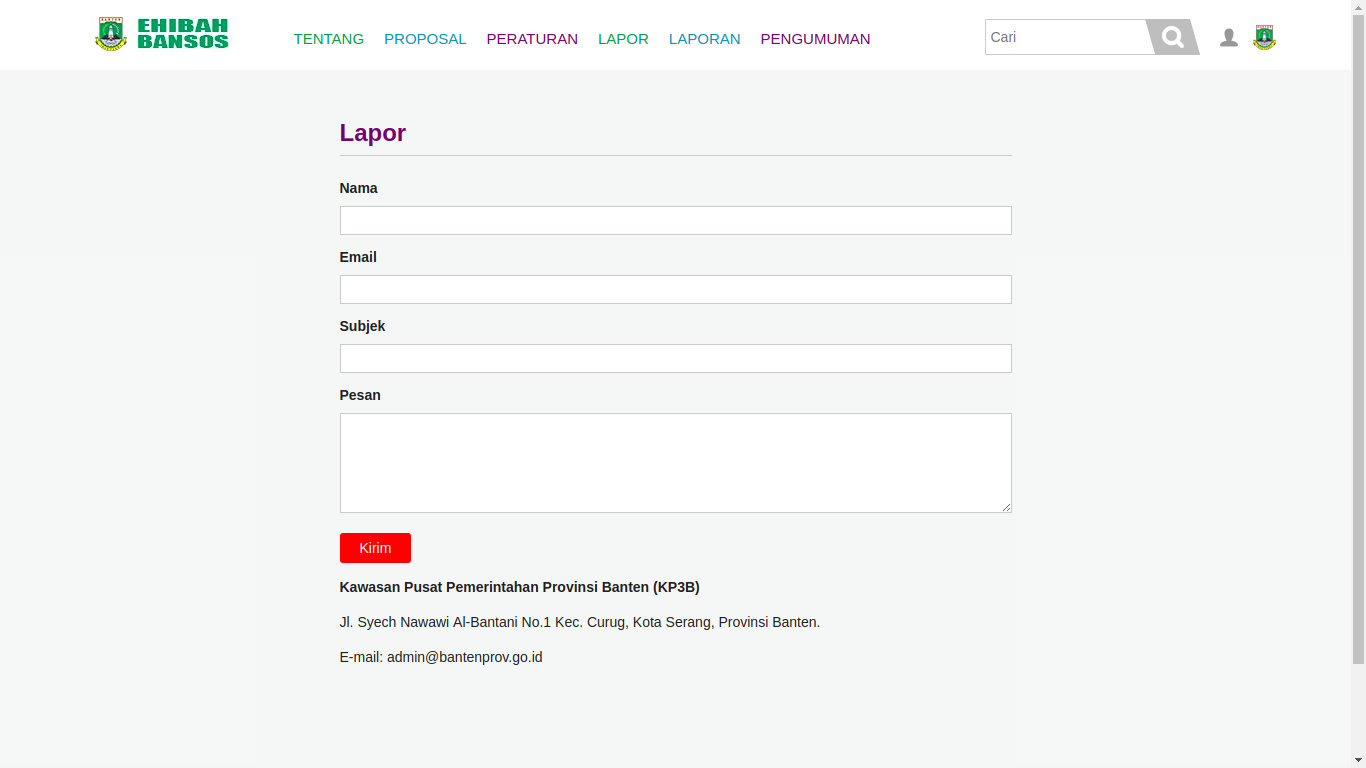 EHIBAH
BANSOS
TENTANG PROPOSAL PERATURAN LAPOR LAPORAN PENGUMUMAN
Cari
Lapor
Nama
Email
Subjek
Pesan
Kirim
Kawasan Pusat Pemerintahan Provinsi Banten (KP3B)
Jl. Syech Nawawi Al-Bantani No.1 Kec. Curug, Kota Serang, Provinsi Banten.
E-mail: admin@bantenprov.go.id